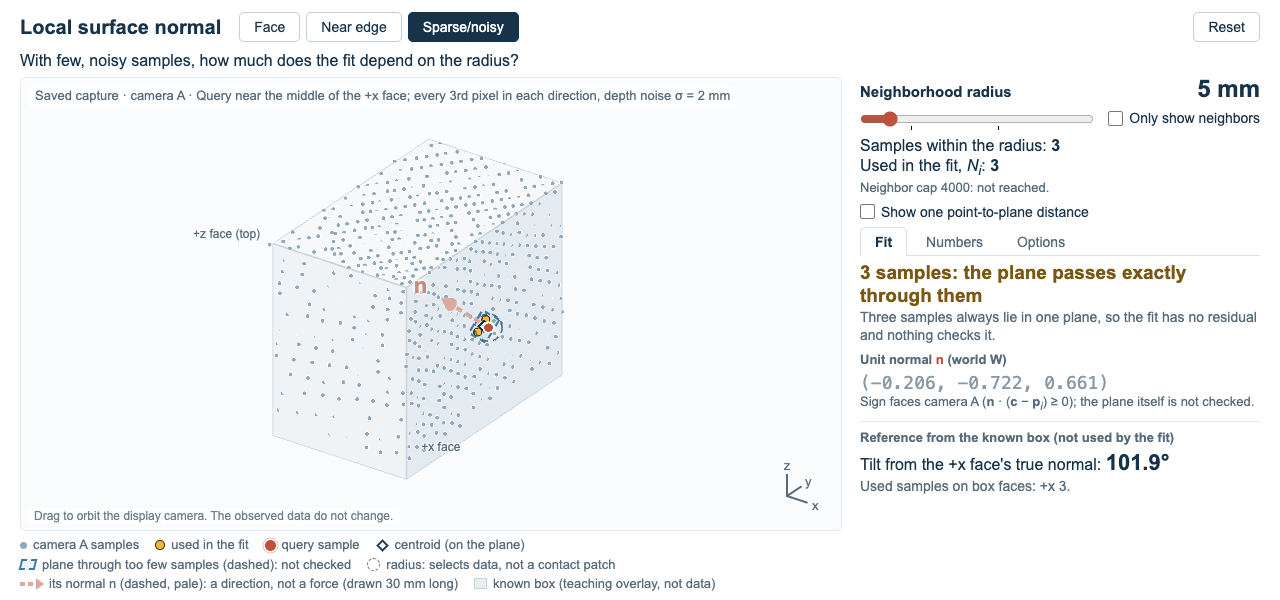 Local surface normal
Face
Near edge
Sparse/noisy
Reset
With few, noisy samples, how much does the fit depend on the radius?
Saved capture · camera A · Query near the middle of the +x face; every 3rd pixel in each direction, depth noise σ = 2 mm
+z face (top)
n
+x face
z
y
x
Drag to orbit the display camera. The observed data do not change.
camera A samples
used in the fit
query sample
centroid (on the plane)
plane through too few samples (dashed): not checked
radius: selects data, not a contact patch
its normal n (dashed, pale): a direction, not a force (drawn 30 mm long)
known box (teaching overlay, not data)
Neighborhood radius
5 mm
Only show neighbors
Samples within the radius: 3
Used in the fit, Ni: 3
Neighbor cap 4000: not reached.
Show one point-to-plane distance
Fit
Numbers
Options
3 samples: the plane passes exactly
through them
Three samples always lie in one plane, so the fit has no residual
and nothing checks it.
Unit normal n (world W)
(−0.206, −0.722, 0.661)
Sign faces camera A (n · (c − pi) ≥ 0); the plane itself is not checked.
Reference from the known box (not used by the fit)
Tilt from the +x face's true normal: 101.9°
Used samples on box faces: +x 3.